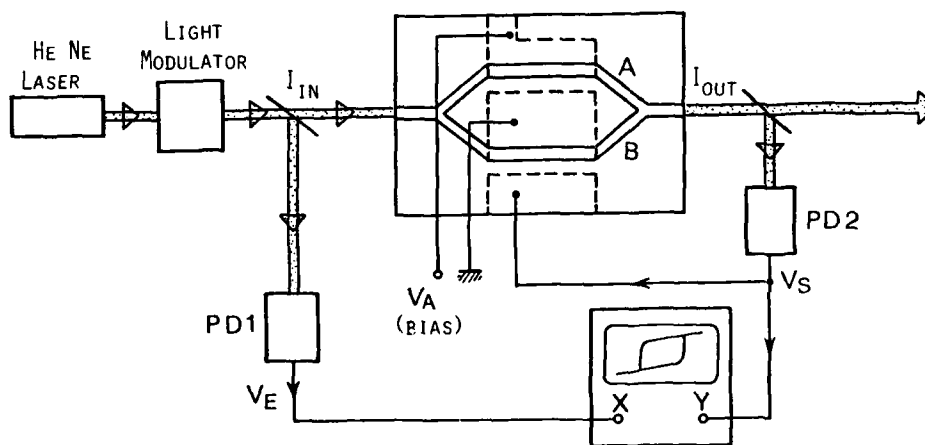 He Ne
Laser
Light
Modulator
I_IN
A
B
I_OUT
PD2
V_S
V_A
(BIAS)
PD1
V_E
X
Y